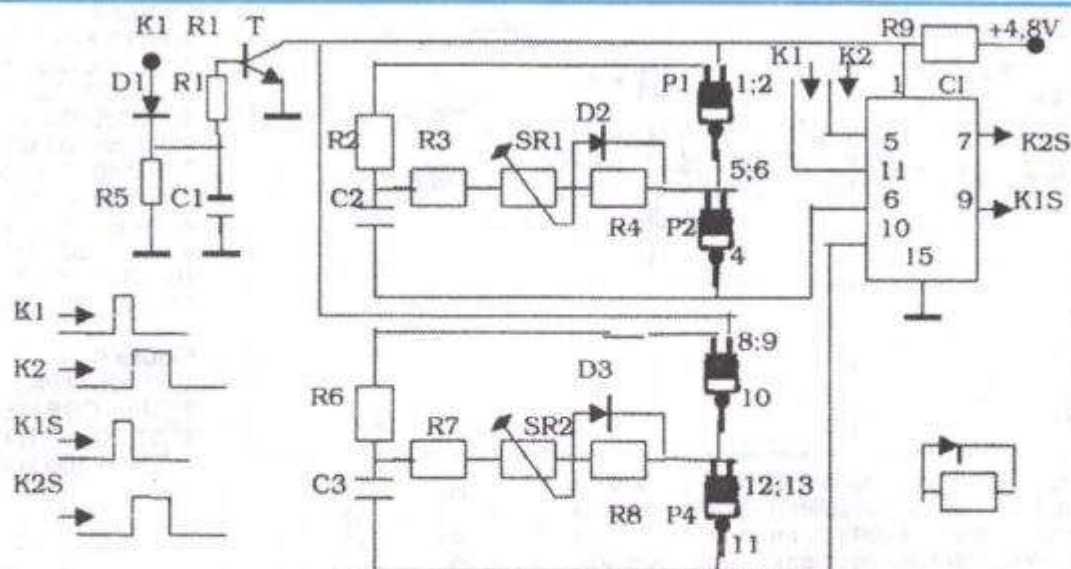 K1 R1 T
R9 +4,8V
K1 K2
D1 R1
P1 1;2
1 CI
D2
R2 R3 SR1
5 7 K2S
5;6
11
R5 C1
C2
R4 P2
6 9 K1S
10
4
15
K1
8;9
K2
D3
R6
10
K1S
R7 SR2
K2S
C3
12;13
R8 P4
11